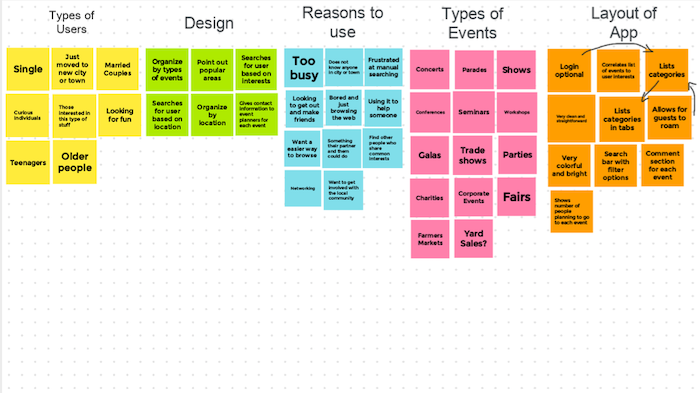 Types of
Users
Design
Reasons to
use
Types of
Events
Layout of
App
Single
Just
moved to
new city
or town
Married
Couples
Curious
individuals
Those
interested in
this type of
stuff
Looking
for fun
Teenagers
Older
people
Organize
by types
of events
Point out
popular
areas
Searches
for user
based on
interests
Searches
for user
based on
location
Organize
by
location
Gives contact
information to
event
planners for
each event
Too
busy
Does not
know anyone
in city or town
Frustrated
at manual
searching
Looking
to get out
and make
friends
Bored and
just
browsing
the web
Using it to
help
someone
Want a
easier way
to browse
Something
their partner
and them
could do
Find other
people who
share
common
interests
Networking
Want to get
involved with
the local
community
Concerts
Parades
Shows
Conferences
Seminars
Workshops
Galas
Trade
shows
Parties
Charities
Corporate
Events
Fairs
Farmers
Markets
Yard
Sales?
Login
optional
Correlates list
of events to
user interests
Lists
categories
Very clean and
straightforward
Lists
categories
in tabs
Allows for
guests to
roam
Very
colorful
and bright
Search
bar with
filter
options
Comment
section
for each
event
Shows
number of
people
planning to go
to each event